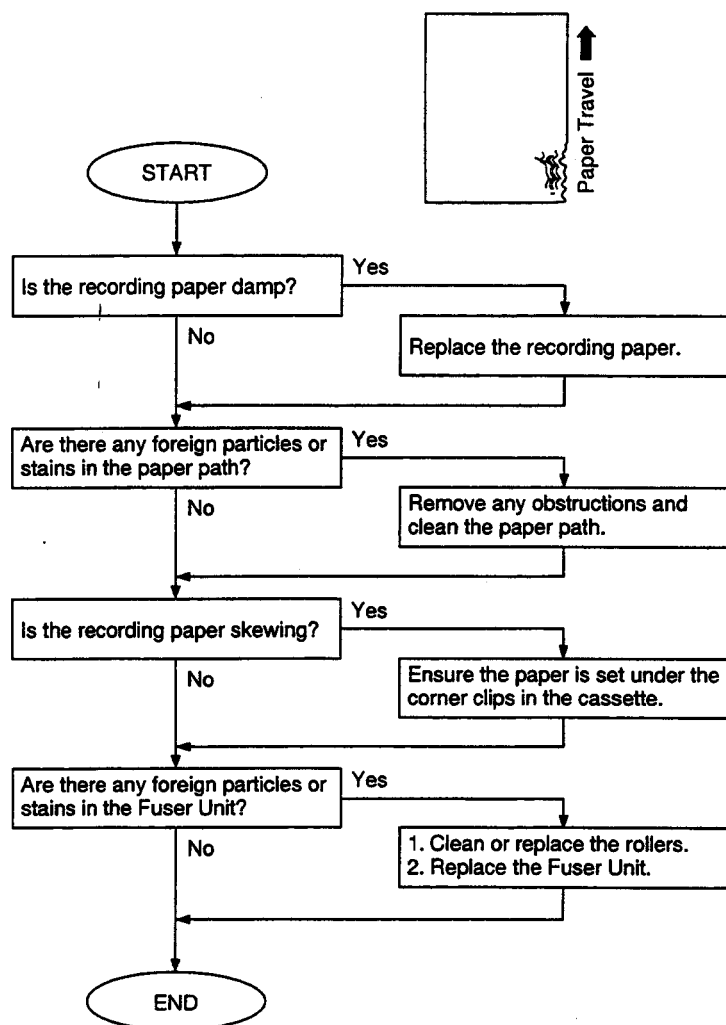 Paper Travel
START
Is the recording paper damp?
Yes
No
Replace the recording paper.
Are there any foreign particles or
stains in the paper path?
Yes
No
Remove any obstructions and
clean the paper path.
Is the recording paper skewing?
Yes
No
Ensure the paper is set under the
corner clips in the cassette.
Are there any foreign particles or
stains in the Fuser Unit?
Yes
No
1. Clean or replace the rollers.
2. Replace the Fuser Unit.
END